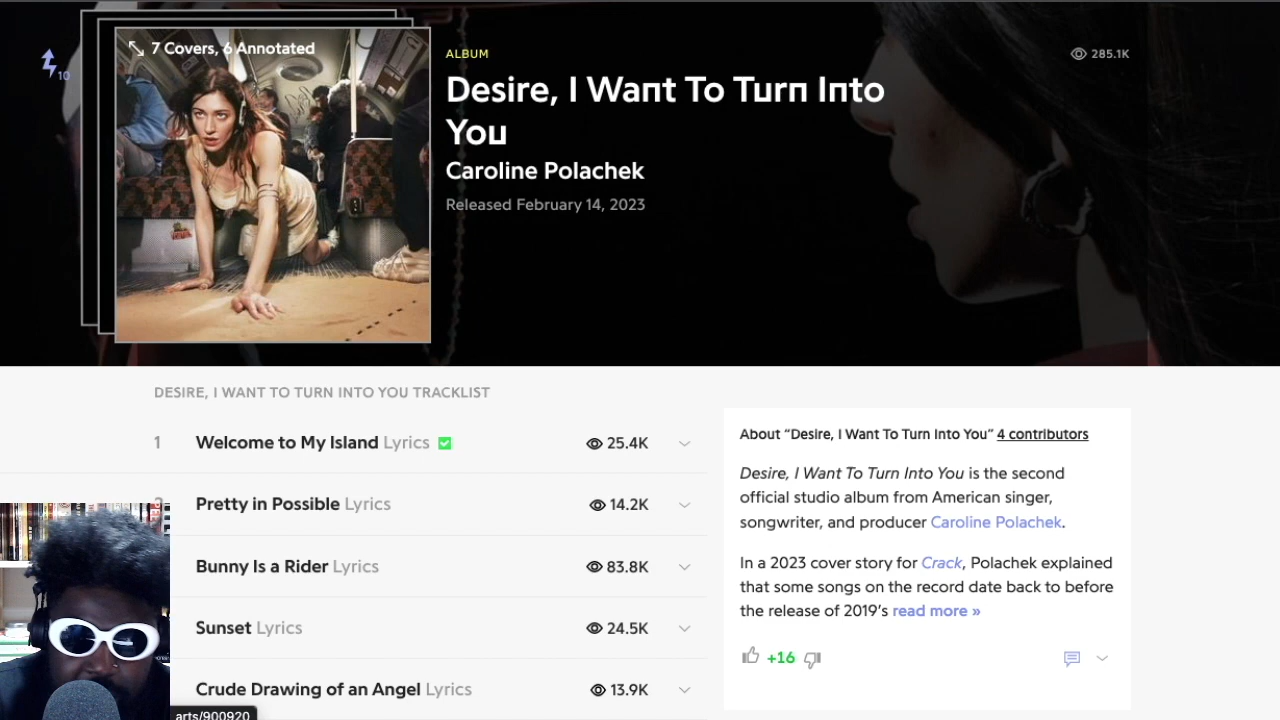 7 Covers, 6 Annotated
10
ALBUM
285.1K
Desire, I Want To Turn Into
You
Caroline Polachek
Released February 14, 2023
DESIRE, I WANT TO TURN INTO YOU TRACKLIST
1 Welcome to My Island Lyrics 25.4K
Pretty in Possible Lyrics 14.2K
Bunny Is a Rider Lyrics 83.8K
Sunset Lyrics 24.5K
Crude Drawing of an Angel Lyrics 13.9K
About “Desire, I Want To Turn Into You” 4 contributors
Desire, I Want To Turn Into You is the second
official studio album from American singer,
songwriter, and producer Caroline Polachek.
In a 2023 cover story for Crack, Polachek explained
that some songs on the record date back to before
the release of 2019’s read more »
+16
arts/900920